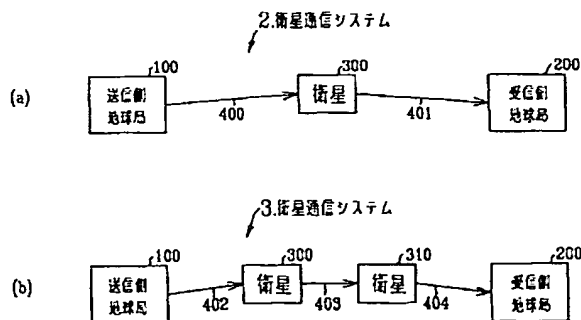 2.衛星通信システム
(a)
100
送信側
地球局
400
300
衛星
401
200
受信側
地球局
3.衛星通信システム
(b)
100
送信側
地球局
402
300
衛星
403
310
衛星
404
200
受信側
地球局